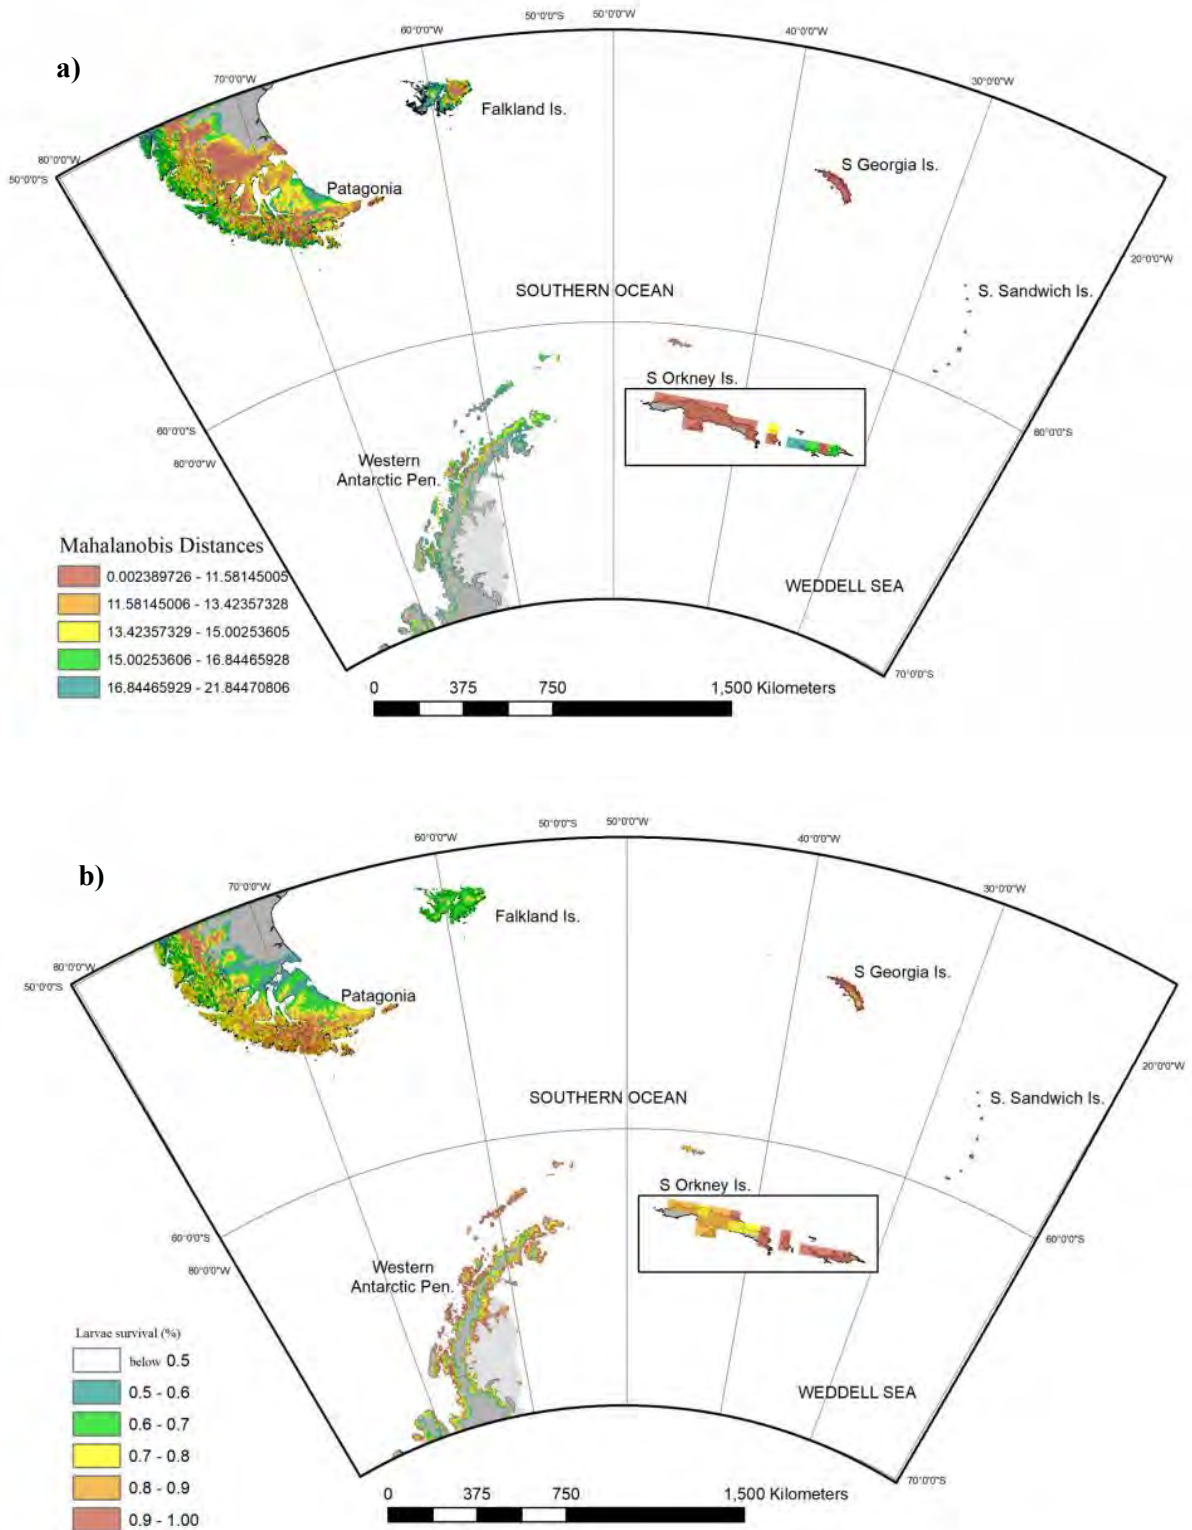 50°0'0"S 50°0'0"W
60°0'0"W 40°0'0"W
a)
70°0'0"W 30°0'0"W
Falkland Is.
80°0'0"W
50°0'0"S
S Georgia Is.
Patagonia
20°0'0"W
SOUTHERN OCEAN
S. Sandwich Is.
S Orkney Is.
60°0'0"S
80°0'0"W
60°0'0"S
Western
Antarctic Pen.
Mahalanobis Distances
0.002389726 - 11.58145005
11.58145006 - 13.42357328
13.42357329 - 15.00253605
15.00253606 - 16.84465928
16.84465929 - 21.84470806
WEDDELL SEA
70°0'0"S
0 375 750 1,500 Kilometers
50°0'0"S 50°0'0"W
60°0'0"W 40°0'0"W
b)
70°0'0"W 30°0'0"W
Falkland Is.
80°0'0"W
50°0'0"S
S Georgia Is.
Patagonia
20°0'0"W
SOUTHERN OCEAN
S. Sandwich Is.
S Orkney Is.
60°0'0"S
80°0'0"W
60°0'0"S
Western
Antarctic Pen.
Larvae survival (%)
below 0.5
0.5 - 0.6
0.6 - 0.7
0.7 - 0.8
0.8 - 0.9
0.9 - 1.00
WEDDELL SEA
70°0'0"S
0 375 750 1,500 Kilometers